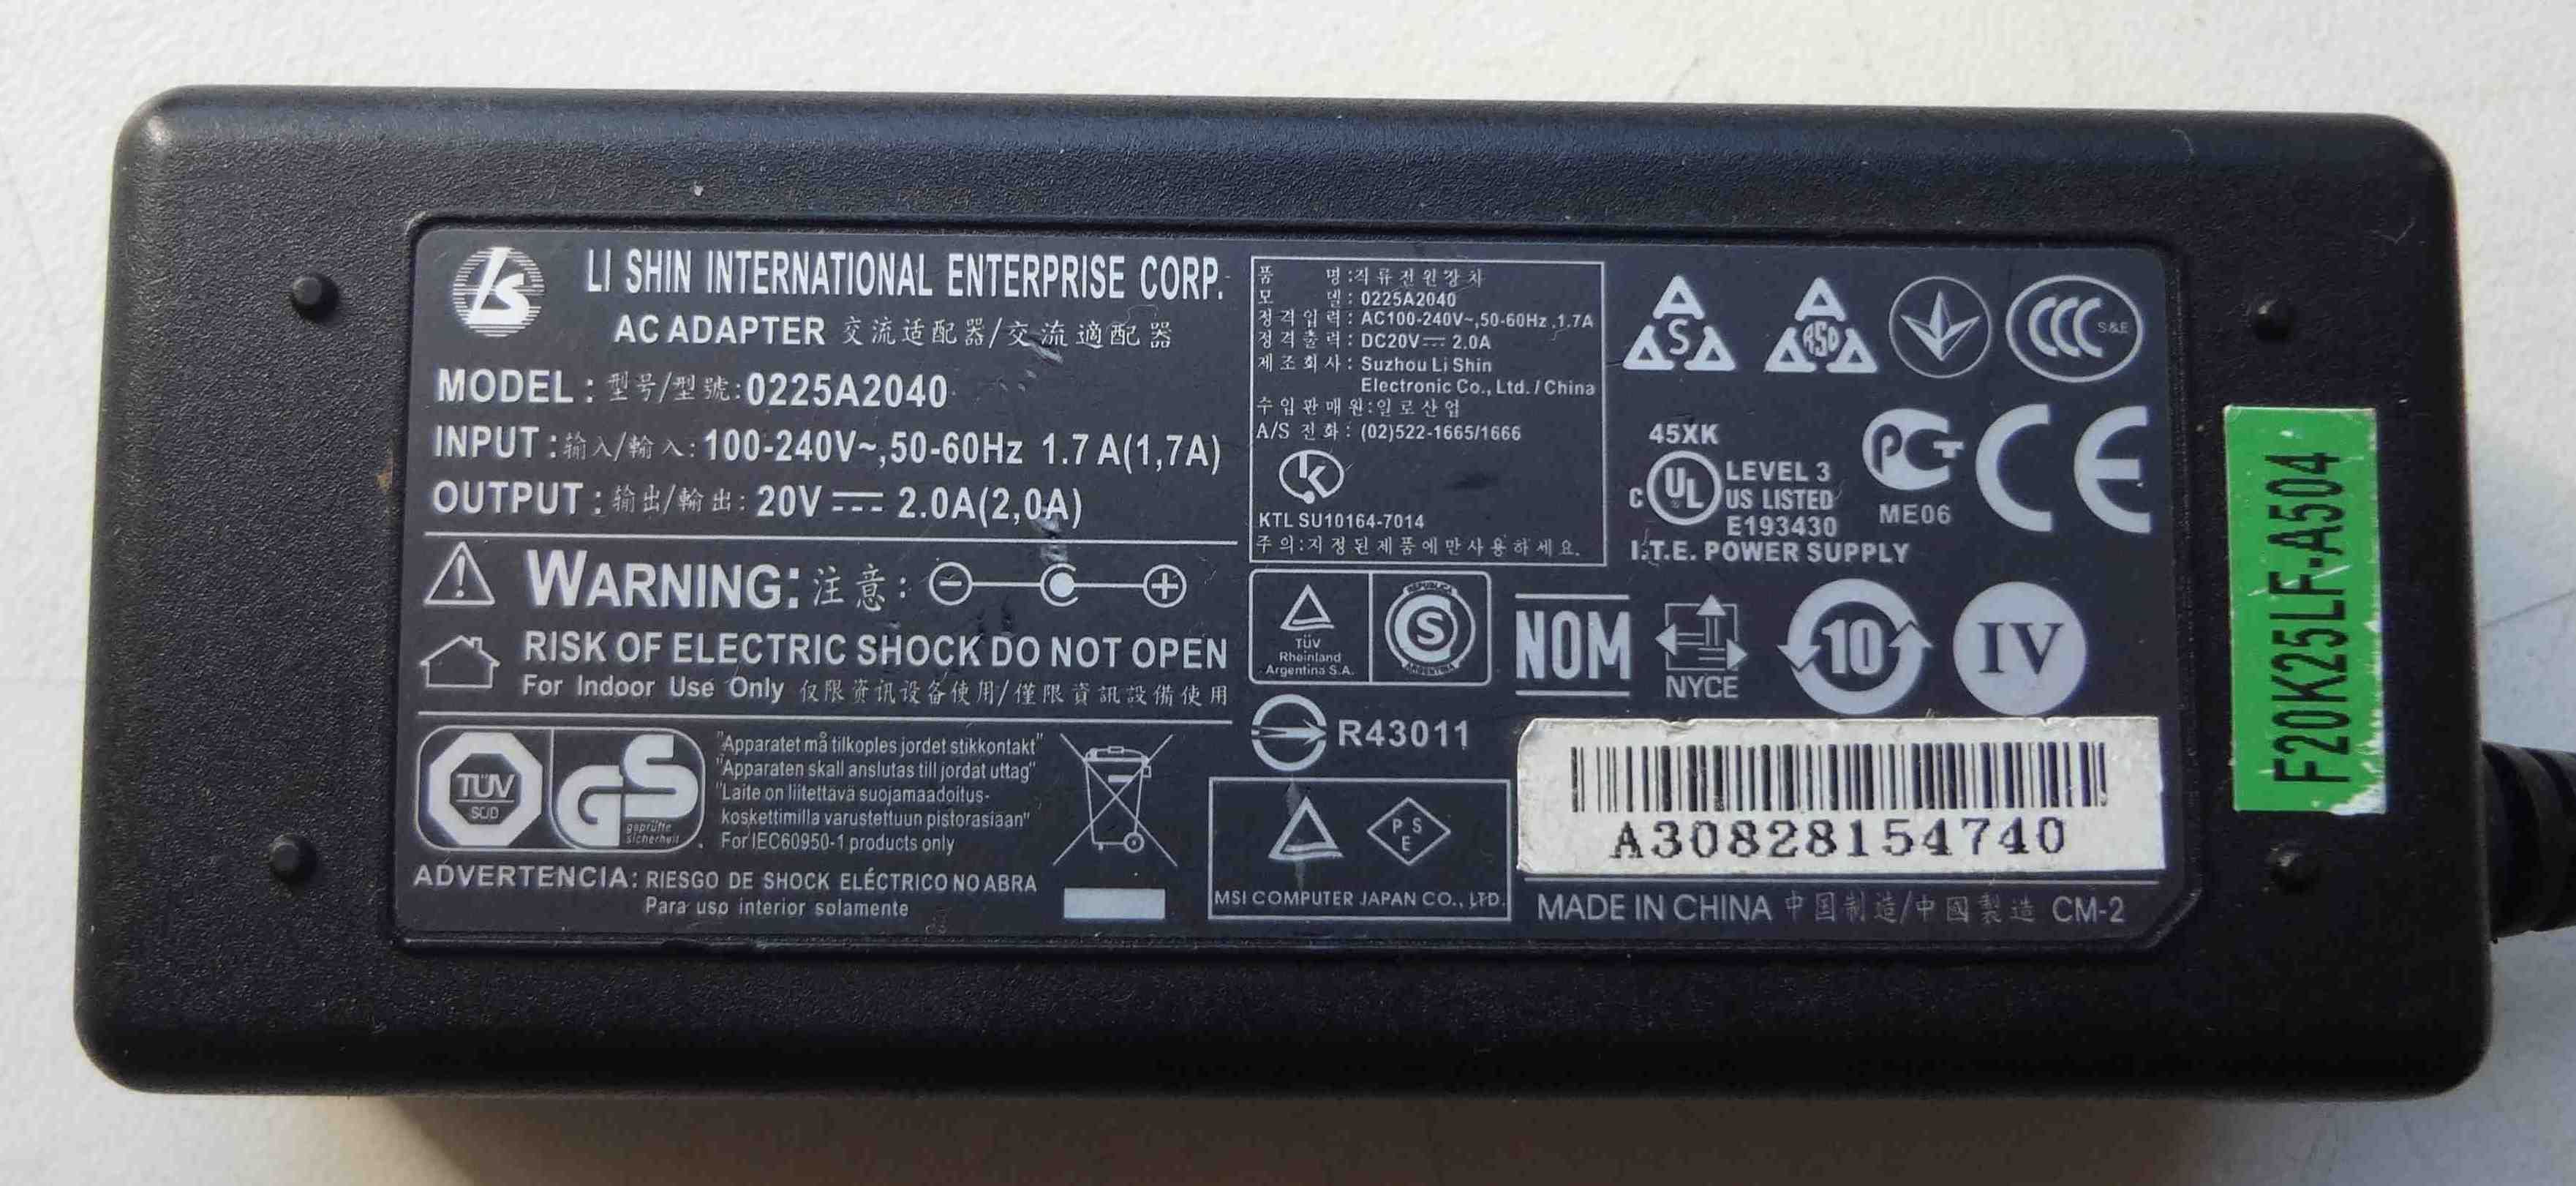 LS
LI SHIN INTERNATIONAL ENTERPRISE CORP.
AC ADAPTER 交流适配器/交流適配器
MODEL : 型号/型號: 0225A2040
INPUT : 输入/輸入: 100-240V~,50-60Hz 1.7 A(1,7A)
OUTPUT : 输出/輸出: 20V ⎓ 2.0A(2,0A)
WARNING: 注意:
RISK OF ELECTRIC SHOCK DO NOT OPEN
For Indoor Use Only 仅限资讯设备使用/僅限資訊設備使用
TÜV
SÜD
GS
geprüfte
sicherheit
"Apparatet må tilkoples jordet stikkontakt"
"Apparaten skall anslutas till jordat uttag"
"Laite on liitettävä suojamaadoitus-
koskettimilla varustettuun pistorasiaan"
For IEC60950-1 products only
ADVERTENCIA: RIESGO DE SHOCK ELÉCTRICO NO ABRA
Para uso interior solamente
품 명:직류전원장치
모 델: 0225A2040
정격입력: AC100-240V~,50-60Hz ,1.7A
정격출력: DC20V ⎓ 2.0A
제조회사: Suzhou Li Shin
Electronic Co., Ltd. / China
수입판매원:일로산업
A/S 전화: (02)522-1665/1666
KTL SU10164-7014
주의:지정된제품에만사용하세요.
TÜV
Rheinland
Argentina S.A.
REPUBLICA
S
ARGENTINA
R43011
PSE
MSI COMPUTER JAPAN CO., LTD.
S
RSD
CCC S&E
45XK
C UL US LISTED
LEVEL 3
E193430
I.T.E. POWER SUPPLY
PCT
ME06
CE
NOM
NYCE
10
IV
A30828154740
MADE IN CHINA 中国制造/中國製造 CM-2
F20K25LF-A504